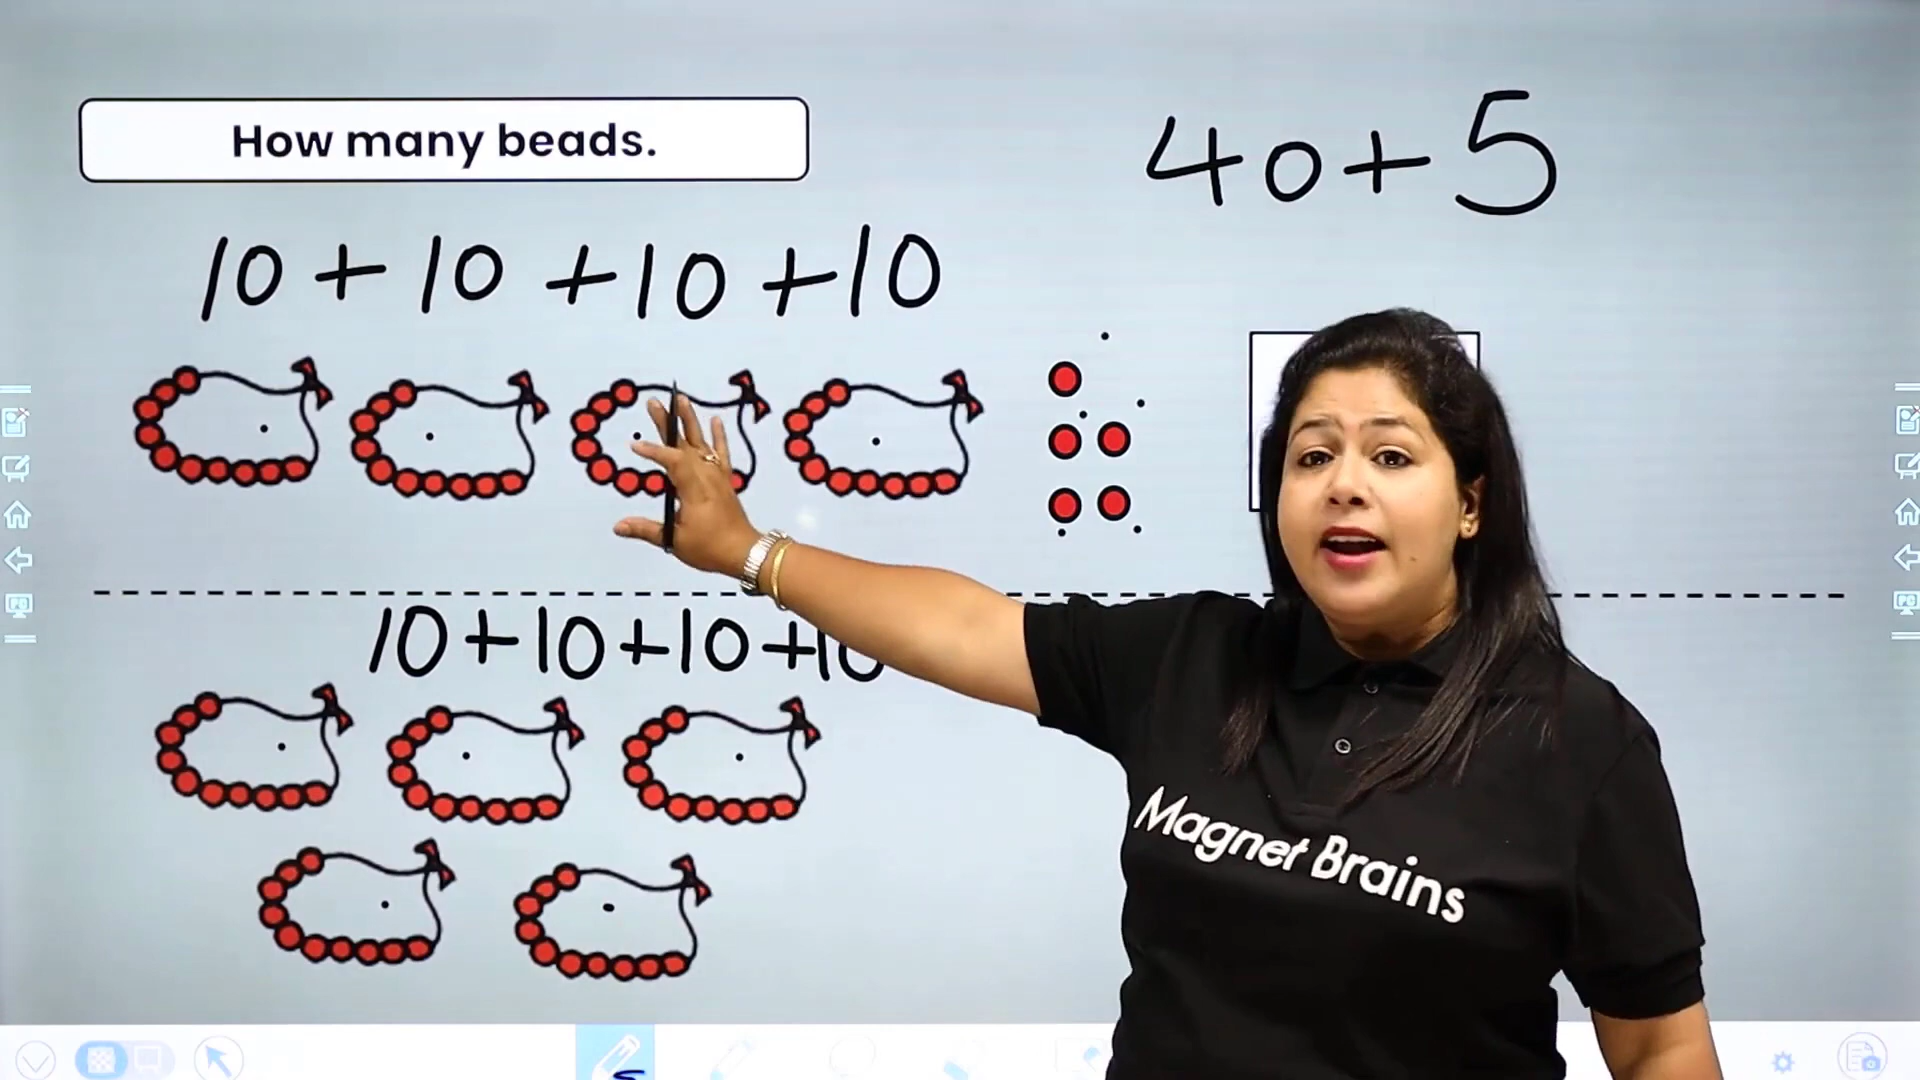 How many beads.
40+5
10 + 10 + 10 + 10
10+10+10+10
Magnet Brains